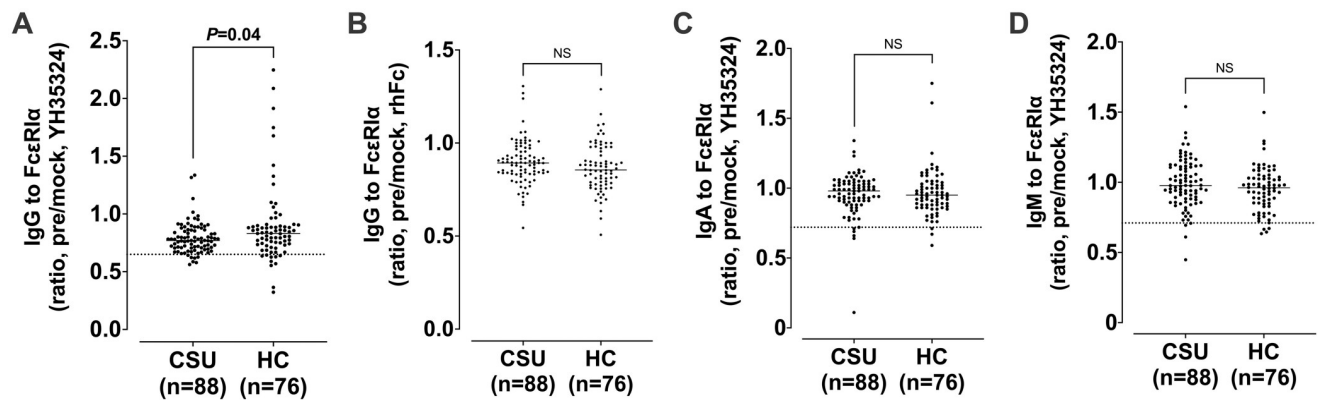 A
IgG to FcεRIα
(ratio, pre/mock, YH35324)
2.5
2.0
1.5
1.0
0.5
0.0
P=0.04
CSU
(n=88)
HC
(n=76)
B
IgG to FcεRIα
(ratio, pre/mock, rhFc)
1.5
1.0
0.5
0.0
NS
CSU
(n=88)
HC
(n=76)
C
IgA to FcεRIα
(ratio, pre/mock, YH35324)
2.0
1.5
1.0
0.5
0
NS
CSU
(n=88)
HC
(n=76)
D
IgM to FcεRIα
(ratio, pre/mock, YH35324)
2.0
1.5
1.0
0.5
0
NS
CSU
(n=88)
HC
(n=76)